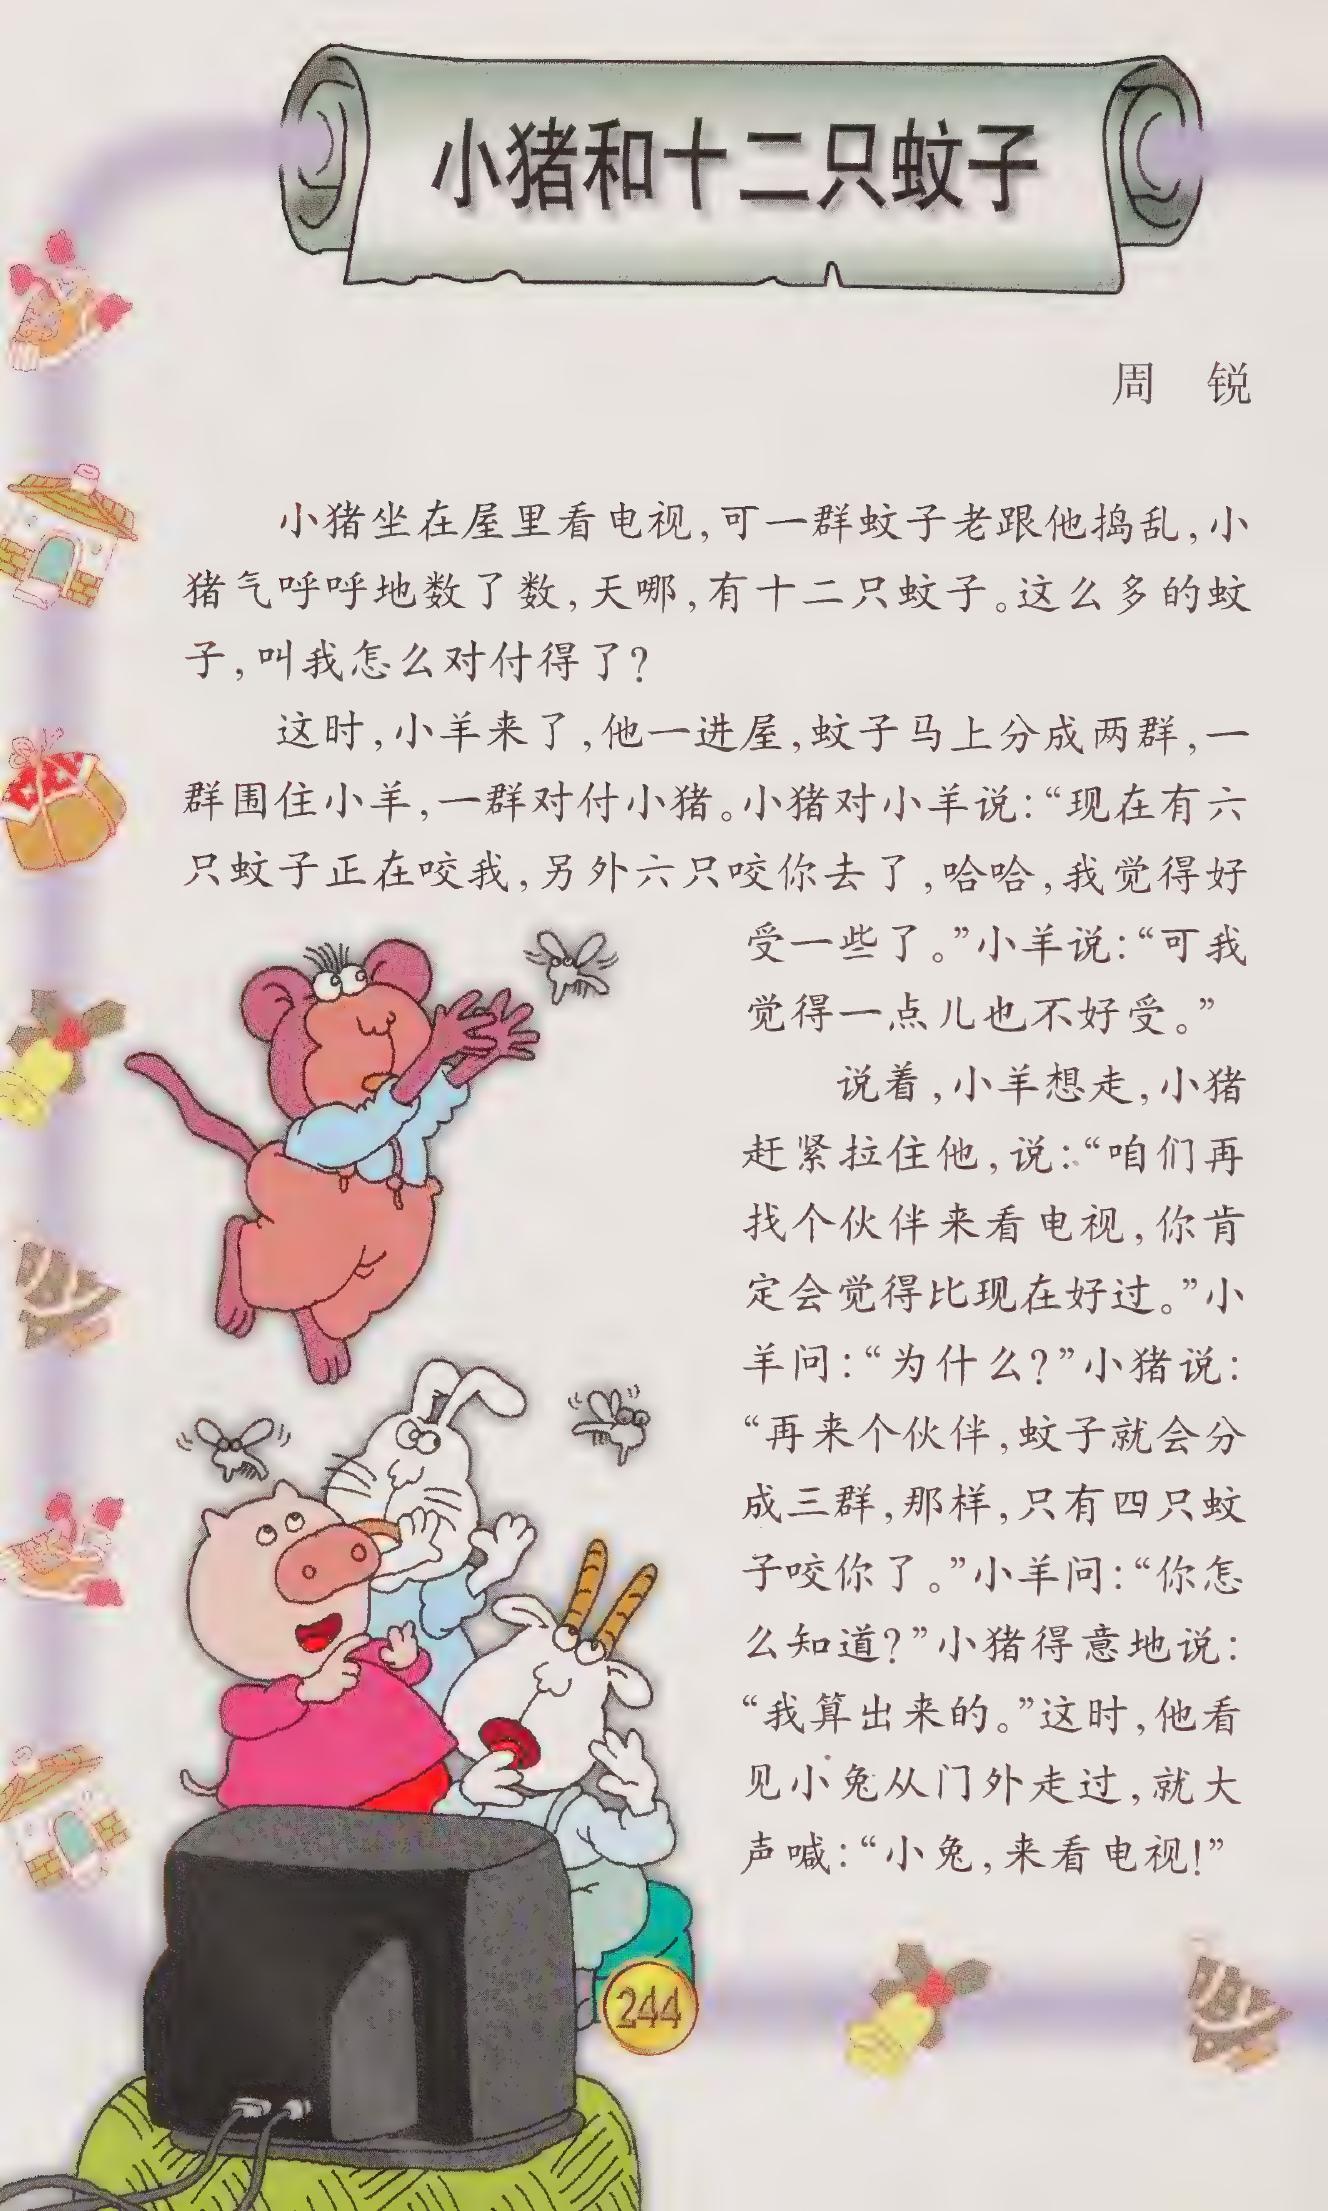 小猪和十二只蚊子
周 锐
小猪坐在屋里看电视,可一群蚊子老跟他捣乱,小
猪气呼呼地数了数,天哪,有十二只蚊子。这么多的蚊
子,叫我怎么对付得了?
这时,小羊来了,他一进屋,蚊子马上分成两群,一
群围住小羊,一群对付小猪。小猪对小羊说:“现在有六
只蚊子正在咬我,另外六只咬你去了,哈哈,我觉得好
受一些了。”小羊说:“可我
觉得一点儿也不好受。”
说着,小羊想走,小猪
赶紧拉住他,说:“咱们再
找个伙伴来看电视,你肯
定会觉得比现在好过。”小
羊问:“为什么?”小猪说:
“再来个伙伴,蚊子就会分
成三群,那样,只有四只蚊
子咬你了。”小羊问:“你怎
么知道?”小猪得意地说:
“我算出来的。”这时,他看
见小兔从门外走过,就大
声喊:“小兔,来看电视!”
244